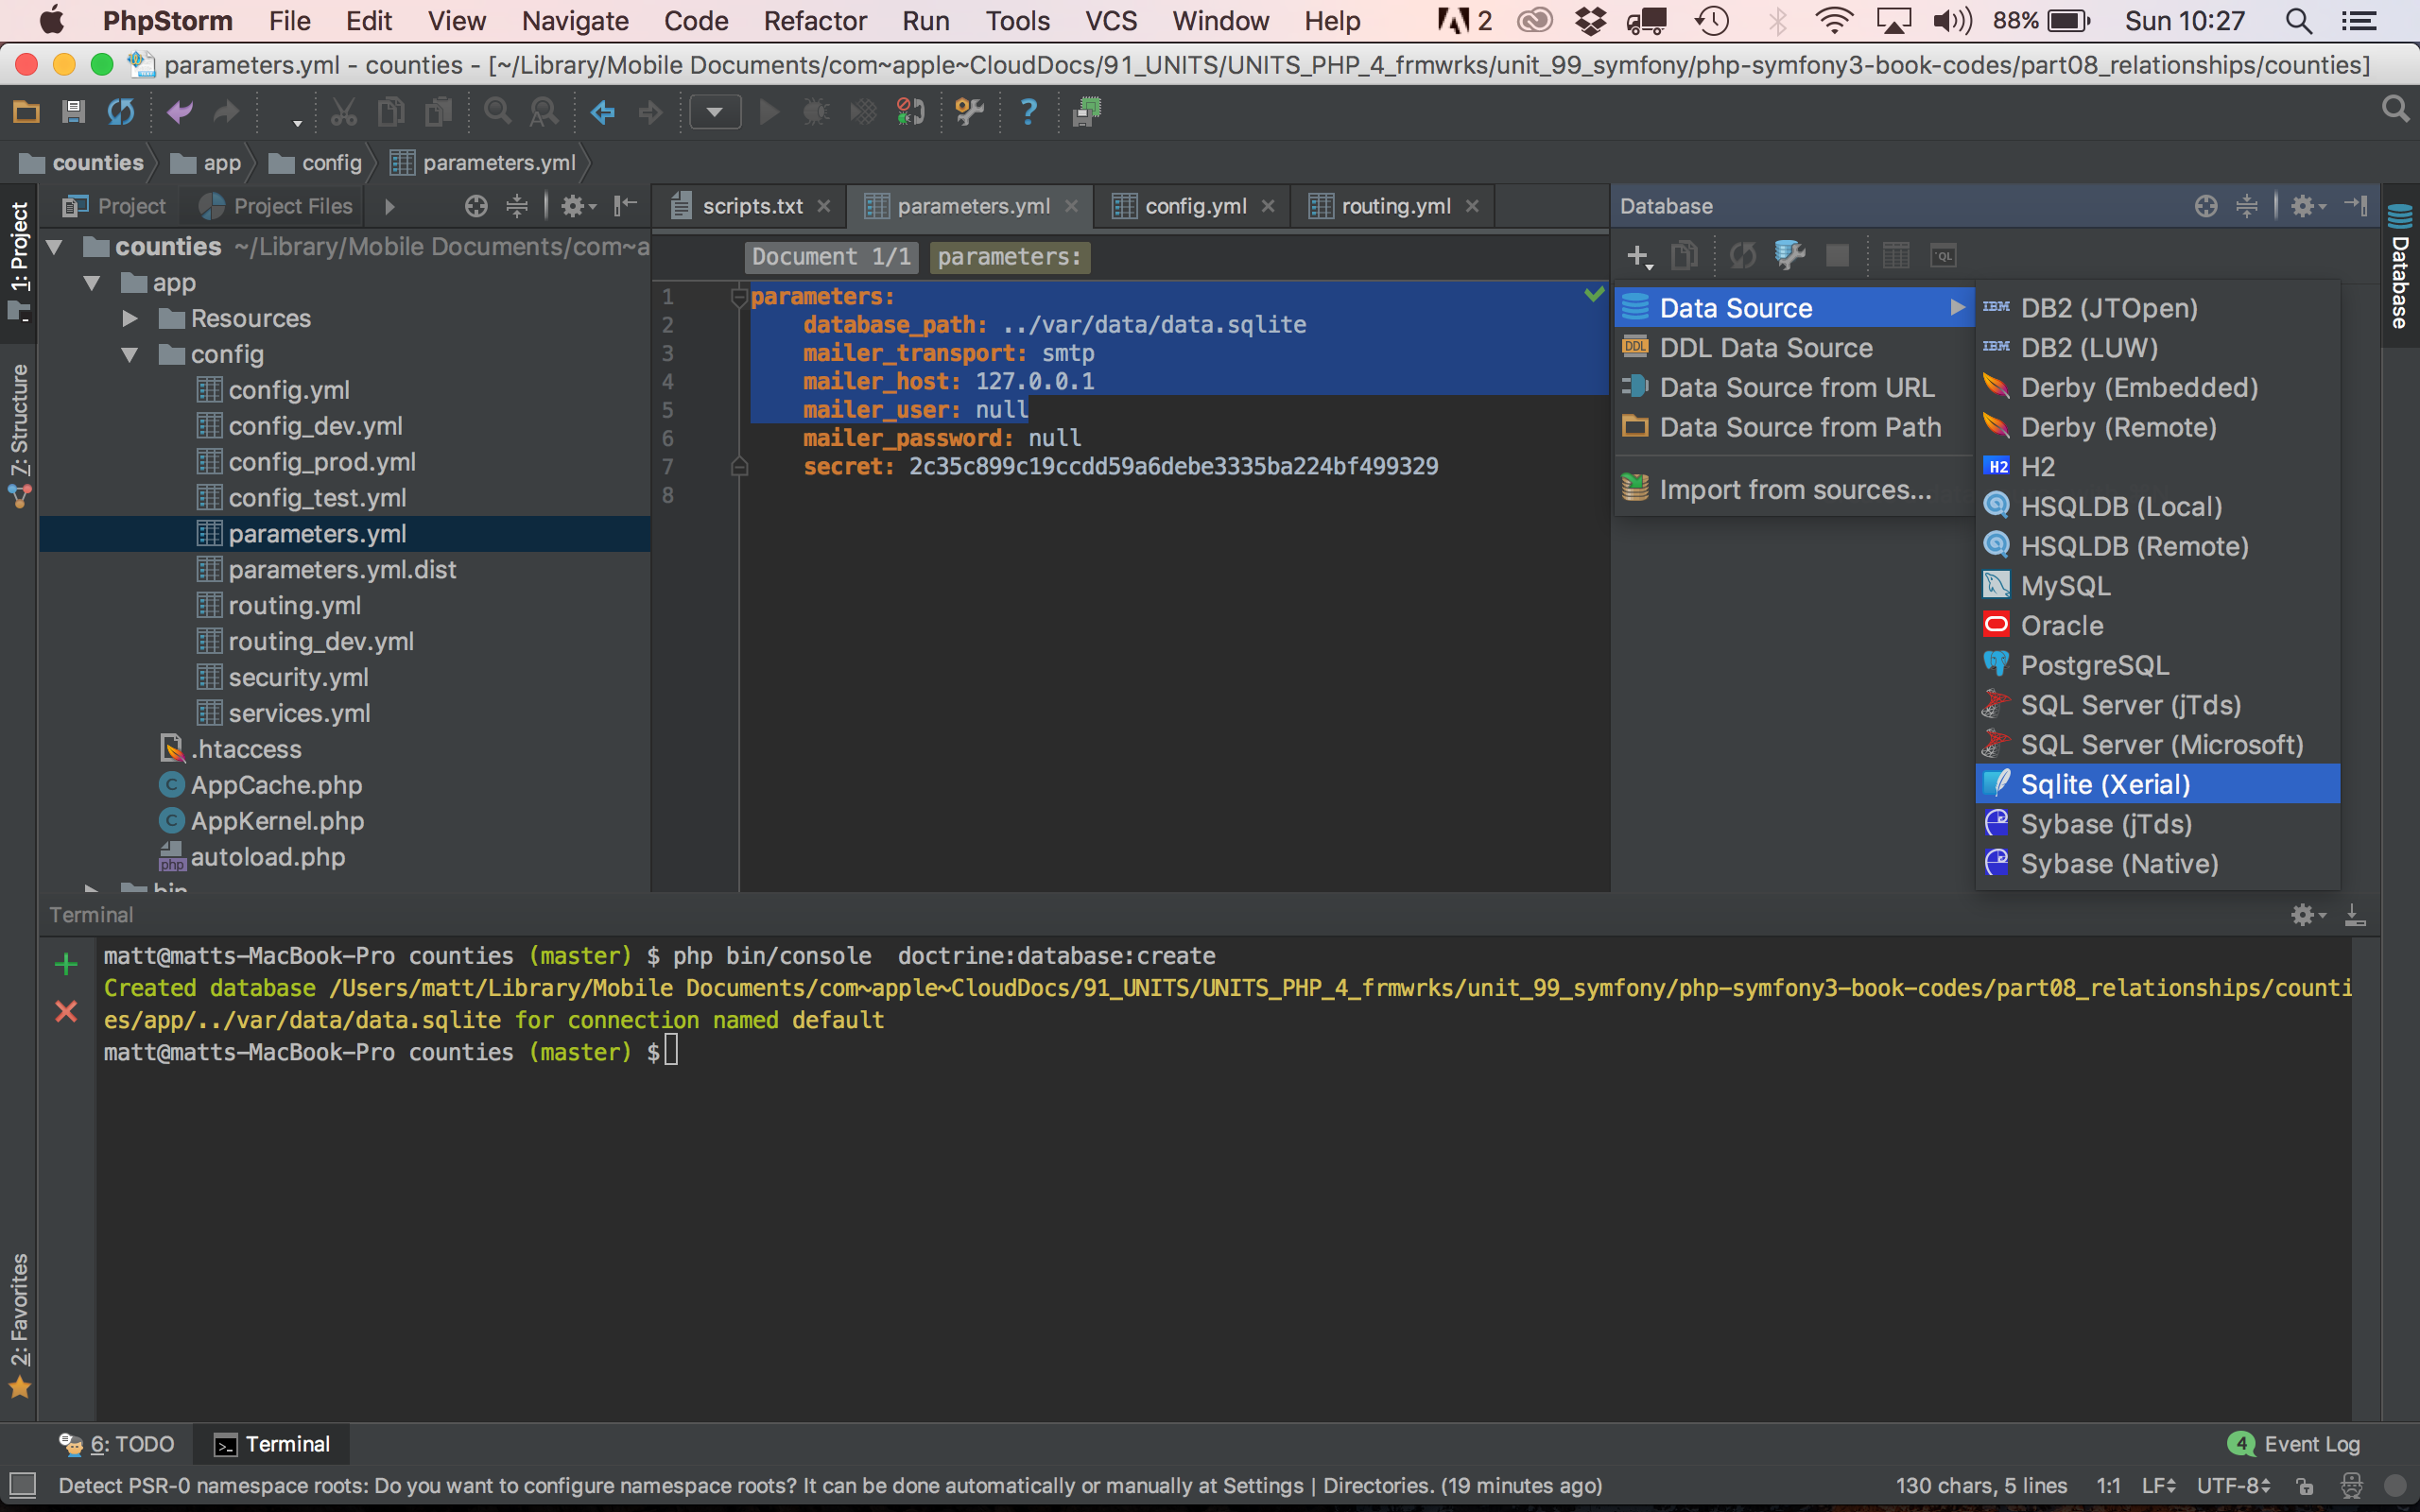 PhpStorm File Edit View Navigate Code Refactor Run Tools VCS Window Help 2 88% Sun 10:27
parameters.yml - counties - [~/Library/Mobile Documents/com~apple~CloudDocs/91_UNITS/UNITS_PHP_4_frmwrks/unit_99_symfony/php-symfony3-book-codes/part08_relationships/counties]
counties app config parameters.yml
1: Project
7: Structure
2: Favorites
Project Project Files
counties ~/Library/Mobile Documents/com~a
app
Resources
config
config.yml
config_dev.yml
config_prod.yml
config_test.yml
parameters.yml
parameters.yml.dist
routing.yml
routing_dev.yml
security.yml
services.yml
.htaccess
AppCache.php
AppKernel.php
autoload.php
bin
scripts.txt parameters.yml config.yml routing.yml
Document 1/1 parameters:
1 parameters:
2 database_path: ../var/data/data.sqlite
3 mailer_transport: smtp
4 mailer_host: 127.0.0.1
5 mailer_user: null
6 mailer_password: null
7 secret: 2c35c899c19ccdd59a6debe3335ba224bf499329
8
Database
Database
Data Source
DDL Data Source
Data Source from URL
Data Source from Path
Import from sources...
DB2 (JTOpen)
DB2 (LUW)
Derby (Embedded)
Derby (Remote)
H2
HSQLDB (Local)
HSQLDB (Remote)
MySQL
Oracle
PostgreSQL
SQL Server (jTds)
SQL Server (Microsoft)
Sqlite (Xerial)
Sybase (jTds)
Sybase (Native)
Terminal
matt@matts-MacBook-Pro counties (master) $ php bin/console  doctrine:database:create
Created database /Users/matt/Library/Mobile Documents/com~apple~CloudDocs/91_UNITS/UNITS_PHP_4_frmwrks/unit_99_symfony/php-symfony3-book-codes/part08_relationships/counti
es/app/../var/data/data.sqlite for connection named default
matt@matts-MacBook-Pro counties (master) $
6: TODO Terminal 4 Event Log
Detect PSR-0 namespace roots: Do you want to configure namespace roots? It can be done automatically or manually at Settings | Directories. (19 minutes ago) 130 chars, 5 lines 1:1 LF UTF-8